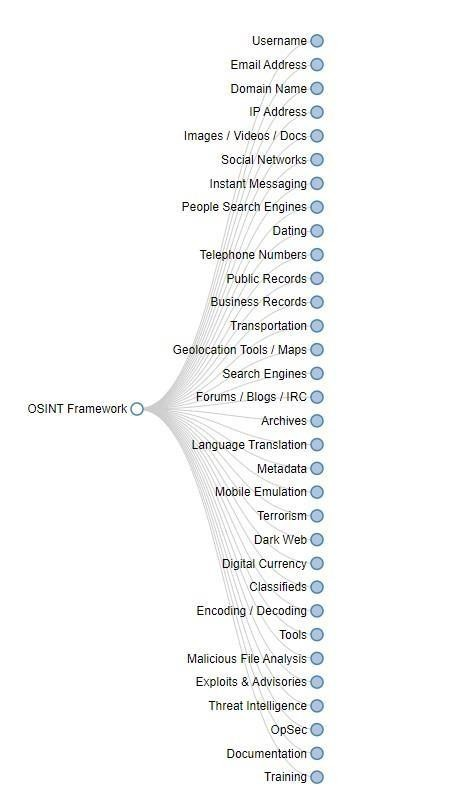 Username
Email Address
Domain Name
IP Address
Images / Videos / Docs
Social Networks
Instant Messaging
People Search Engines
Dating
Telephone Numbers
Public Records
Business Records
Transportation
Geolocation Tools / Maps
Search Engines
Forums / Blogs / IRC
OSINT Framework
Archives
Language Translation
Metadata
Mobile Emulation
Terrorism
Dark Web
Digital Currency
Classifieds
Encoding / Decoding
Tools
Malicious File Analysis
Exploits & Advisories
Threat Intelligence
OpSec
Documentation
Training